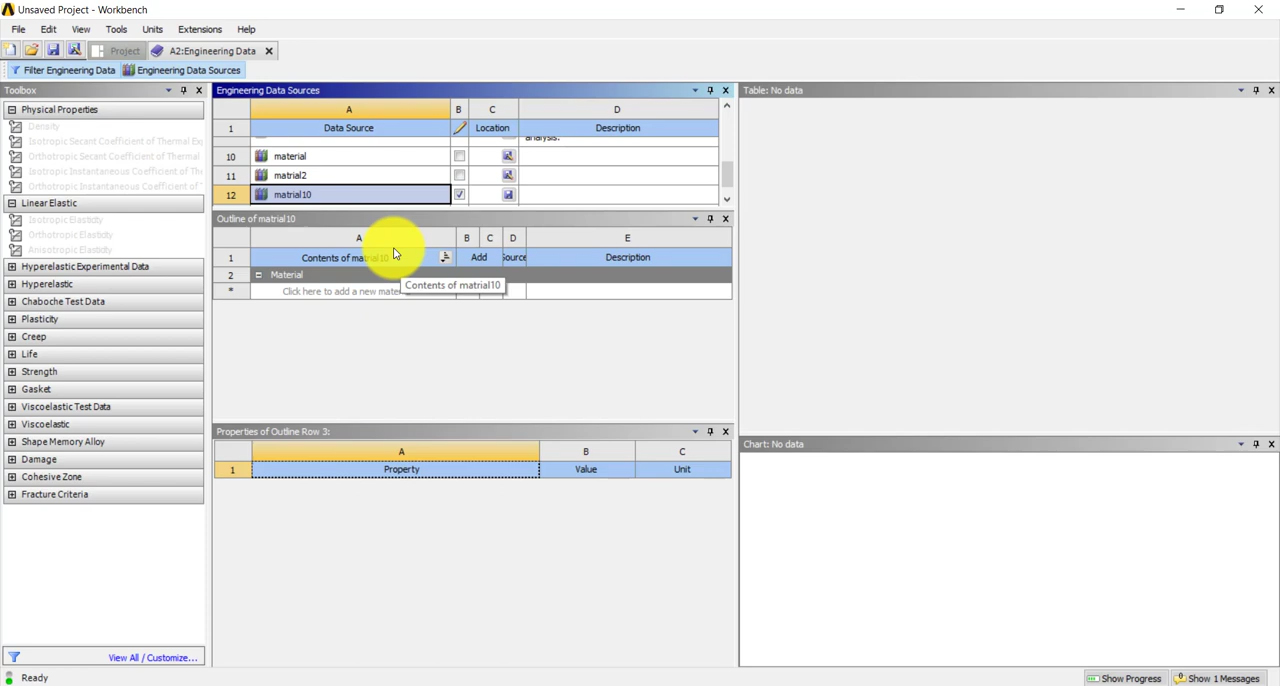 Unsaved Project - Workbench
File Edit View Tools Units Extensions Help
Project A2:Engineering Data
Filter Engineering Data Engineering Data Sources
Toolbox
Physical Properties
Density
Isotropic Secant Coefficient of Thermal Exp
Orthotropic Secant Coefficient of Thermal
Isotropic Instantaneous Coefficient of Th
Orthotropic Instantaneous Coefficient of
Linear Elastic
Isotropic Elasticity
Orthotropic Elasticity
Anisotropic Elasticity
Hyperelastic Experimental Data
Hyperelastic
Chaboche Test Data
Plasticity
Creep
Life
Strength
Gasket
Viscoelastic Test Data
Viscoelastic
Shape Memory Alloy
Damage
Cohesive Zone
Fracture Criteria
View All / Customize...
Engineering Data Sources
A B C D
1 Data Source Location Description
analysis.
10 material
11 matrial2
12 matrial10
Outline of matrial10
A B C D E
1 Contents of matrial10 Add Source Description
2 Material
* Click here to add a new mate
Contents of matrial10
Properties of Outline Row 3:
A B C
1 Property Value Unit
Table: No data
Chart: No data
Ready
Show Progress Show 1 Messages